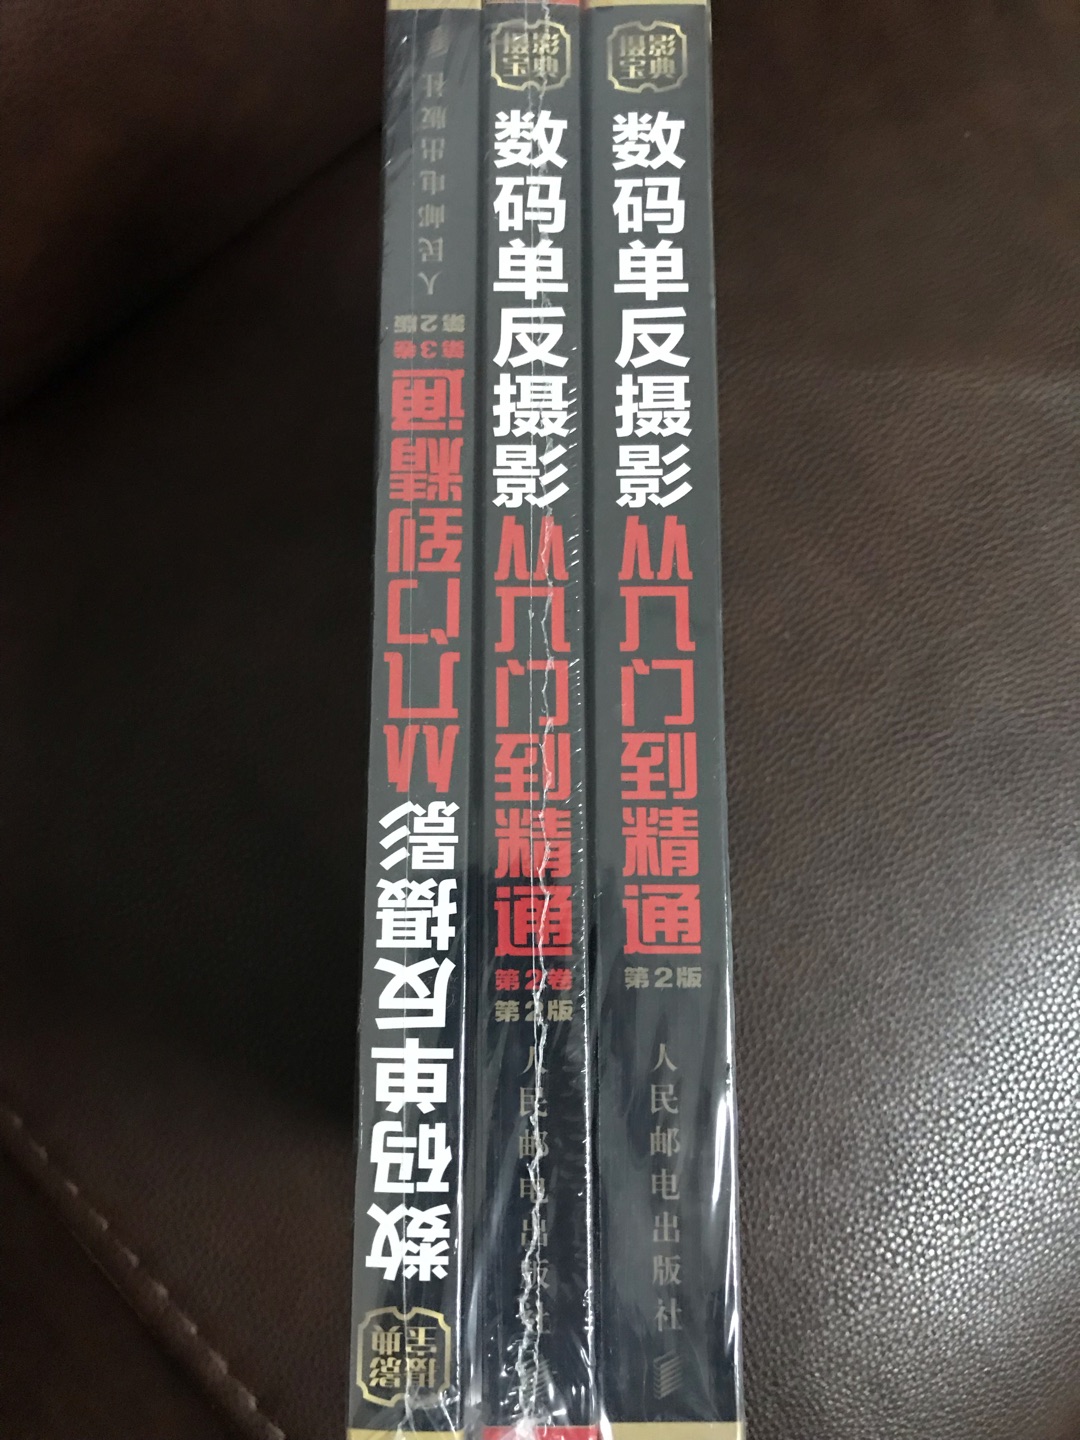 摄影
宝典
数码单反摄影从入门到精通
第3卷
第2版
人民邮电出版社
摄影
宝典
数码单反摄影从入门到精通
第2卷
第2版
人民邮电出版社
摄影
宝典
数码单反摄影从入门到精通
第2版
人民邮电出版社